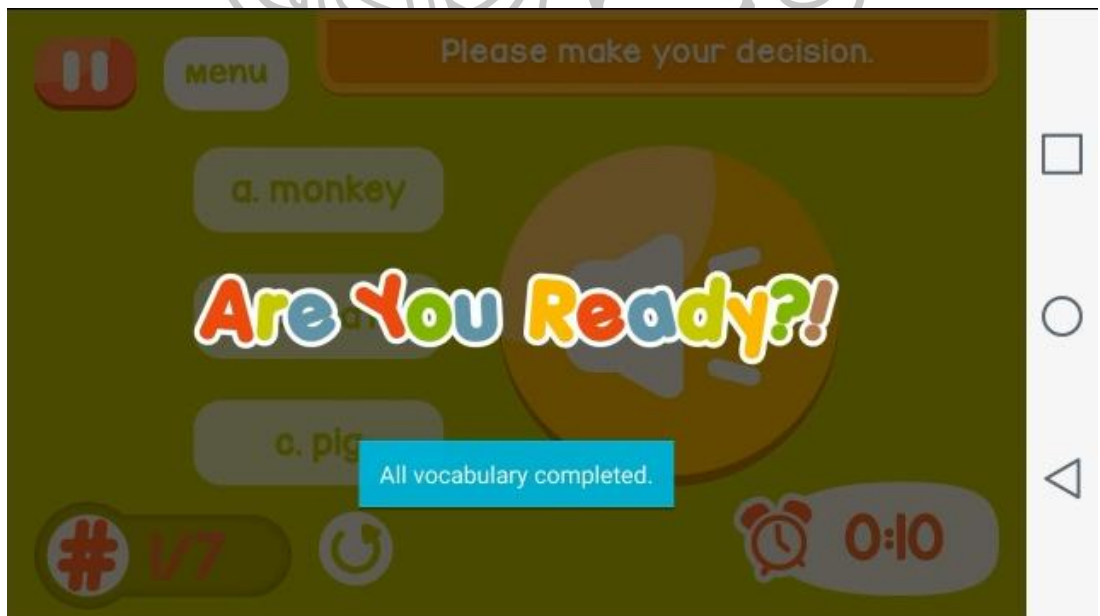 Please make your decision.
Menu
a. monkey
Are You Ready?!
c. pig
All vocabulary completed.
# 1/7
0:10